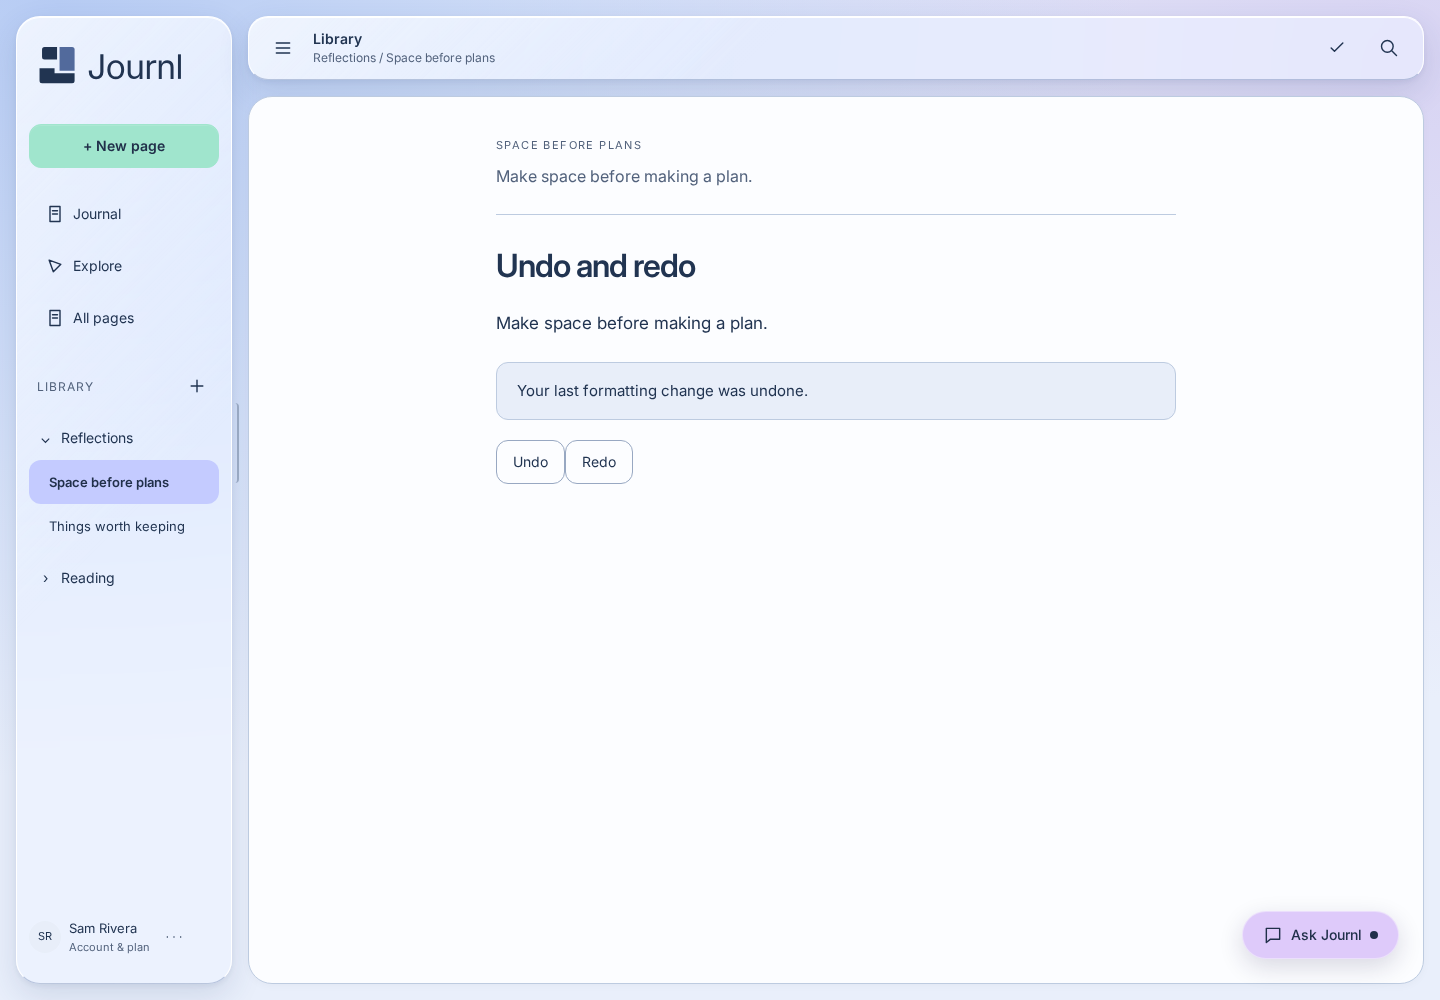 Journl
+ New page
Journal
Explore
All pages
LIBRARY
Reflections
Space before plans
Things worth keeping
Reading
SR
Sam Rivera
Account & plan
...
Library
Reflections / Space before plans
SPACE BEFORE PLANS
Make space before making a plan.
Undo and redo
Make space before making a plan.
Your last formatting change was undone.
Undo
Redo
Ask Journl